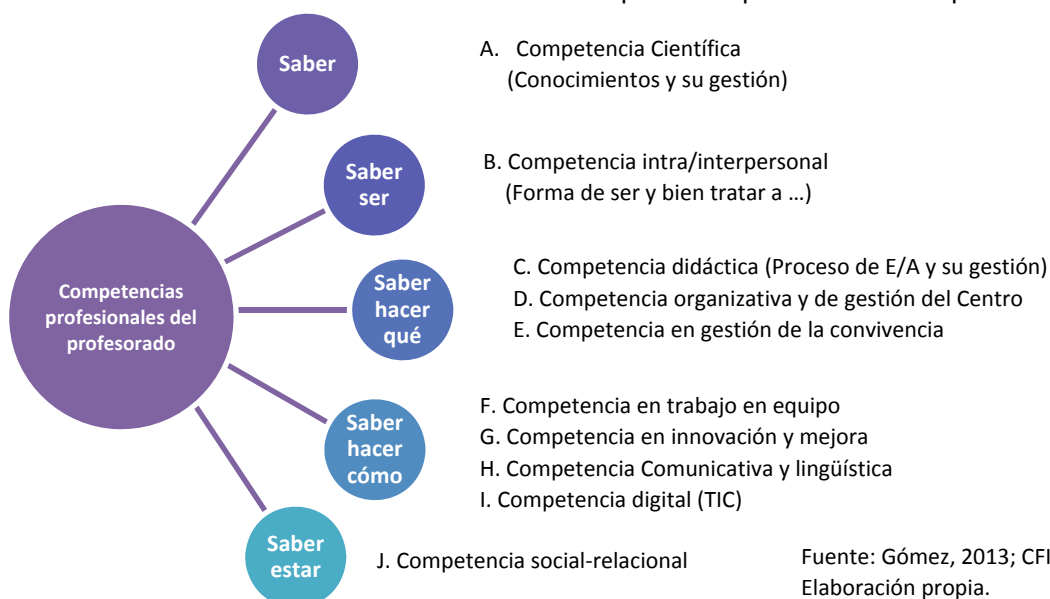 Saber
A. Competencia Científica
(Conocimientos y su gestión)
Saber
ser
B. Competencia intra/interpersonal
(Forma de ser y bien tratar a …)
Competencias
profesionales del
profesorado
Saber
hacer
qué
C. Competencia didáctica (Proceso de E/A y su gestión)
D. Competencia organizativa y de gestión del Centro
E. Competencia en gestión de la convivencia
Saber
hacer
cómo
F. Competencia en trabajo en equipo
G. Competencia en innovación y mejora
H. Competencia Comunicativa y lingüística
I. Competencia digital (TIC)
Saber
estar
J. Competencia social-relacional
Fuente: Gómez, 2013; CFI
Elaboración propia.